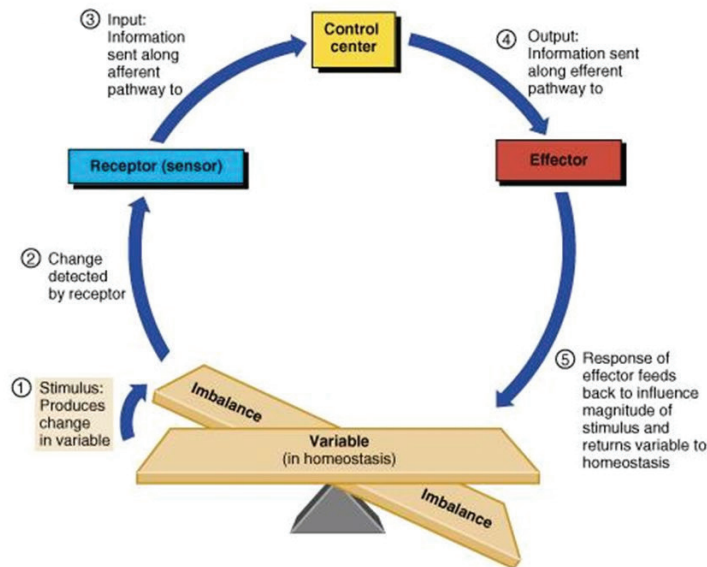 ③ Input:
Information
sent along
afferent
pathway to
Control
center
④ Output:
Information sent
along efferent
pathway to
Receptor (sensor)
Effector
② Change
detected
by receptor
① Stimulus:
Produces
change
in variable
Imbalance
Variable
(in homeostasis)
Imbalance
⑤ Response of
effector feeds
back to influence
magnitude of
stimulus and
returns variable to
homeostasis